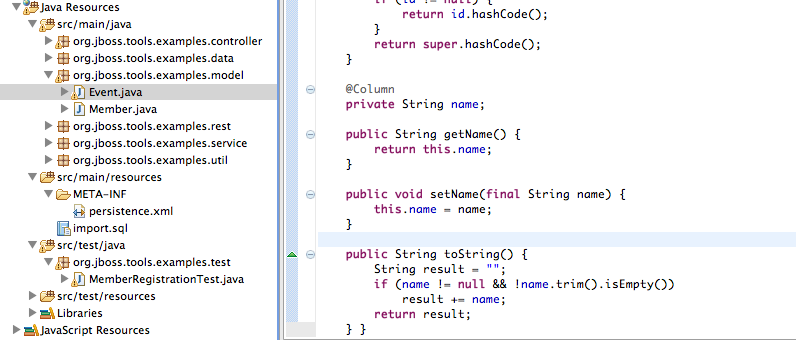 Java Resources
src/main/java
org.jboss.tools.examples.controller
org.jboss.tools.examples.data
org.jboss.tools.examples.model
Event.java
Member.java
org.jboss.tools.examples.rest
org.jboss.tools.examples.service
org.jboss.tools.examples.util
src/main/resources
META-INF
persistence.xml
import.sql
src/test/java
org.jboss.tools.examples.test
MemberRegistrationTest.java
src/test/resources
Libraries
JavaScript Resources
return id.hashCode();
}
return super.hashCode();
}
@Column
private String name;
public String getName() {
return this.name;
}
public void setName(final String name) {
this.name = name;
}
public String toString() {
String result = "";
if (name != null && !name.trim().isEmpty())
result += name;
return result;
} }